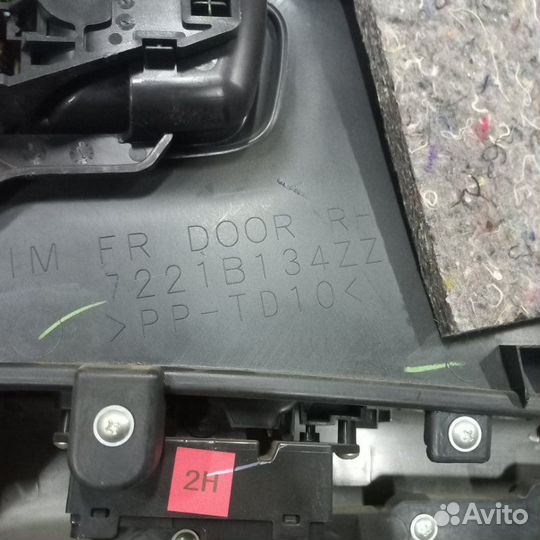 IM FR DOOR RH
7221B134ZZ
>PP-TD10<
2H
Avito